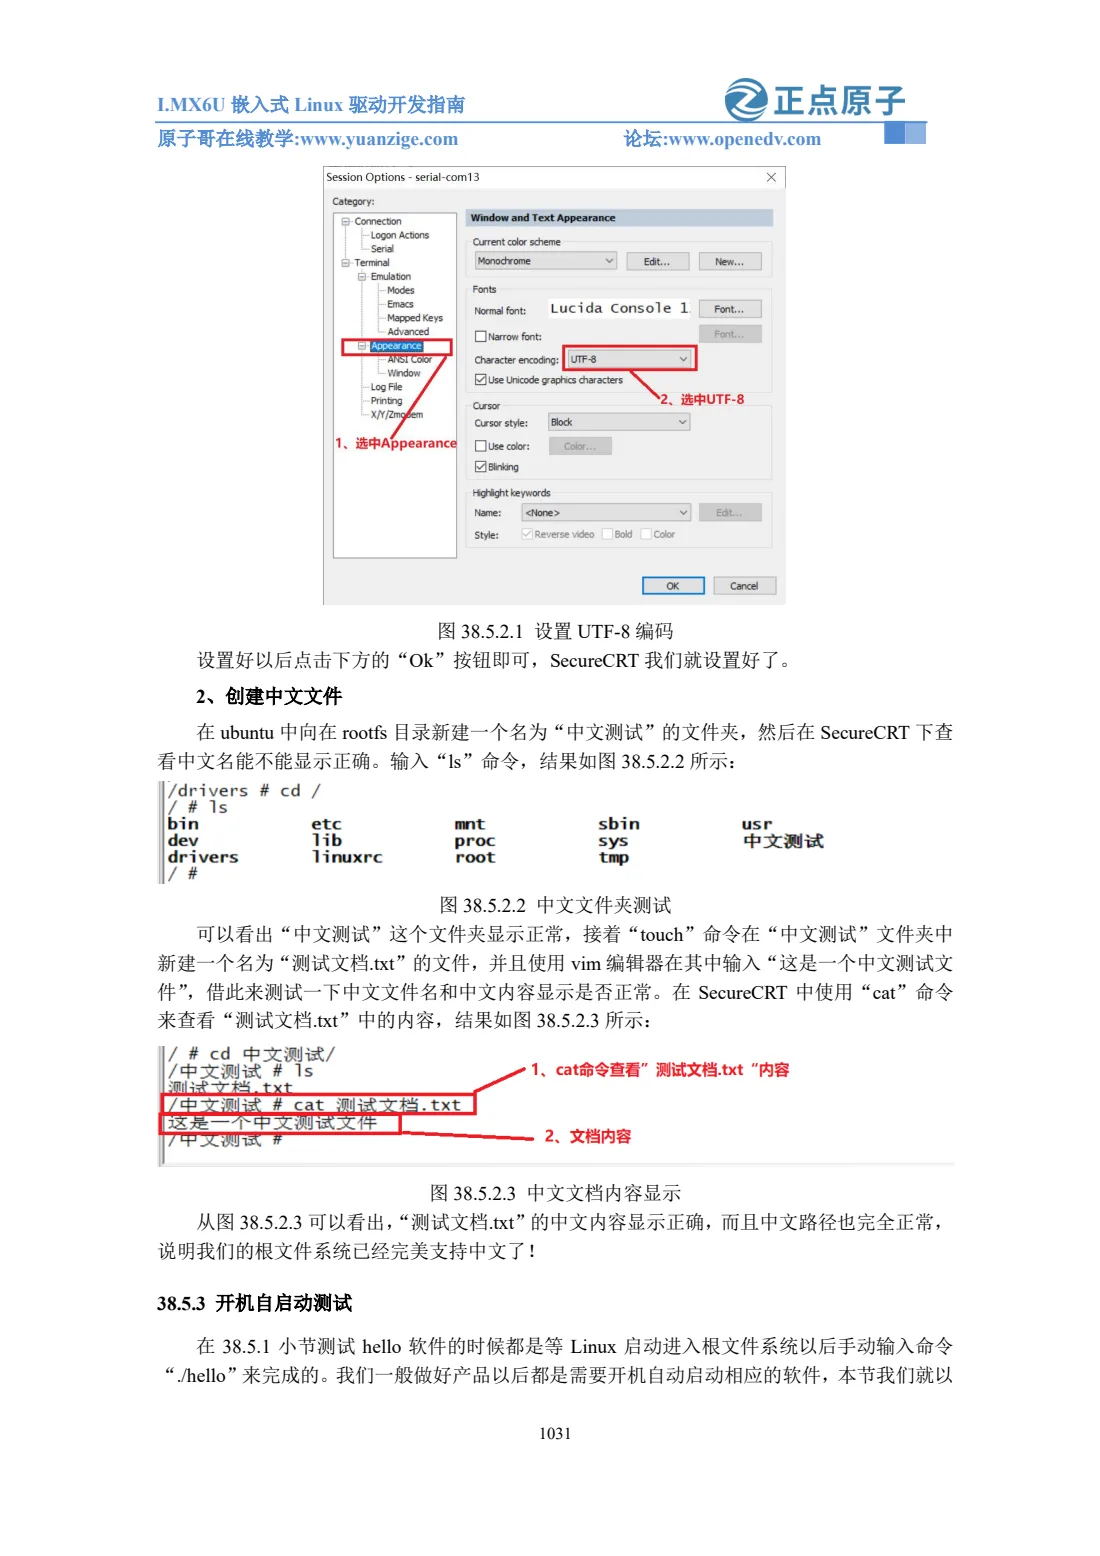 I.MX6U 嵌入式 Linux 驱动开发指南
正点原子
原子哥在线教学:www.yuanzige.com 论坛:www.openedv.com
Session Options - serial-com13
Category:
Connection
Logon Actions
Serial
Terminal
Emulation
Modes
Emacs
Mapped Keys
Advanced
Appearance
ANSI Color
Window
Log File
Printing
X/Y/Zmodem
1、选中Appearance
Window and Text Appearance
Current color scheme
Monochrome Edit... New...
Fonts
Normal font: Lucida Console 1 Font...
Narrow font: Font...
Character encoding: UTF-8
Use Unicode graphics characters
2、选中UTF-8
Cursor
Cursor style: Block
Use color: Color...
Blinking
Highlight keywords
Name: <None> Edit...
Style: Reverse video Bold Color
OK Cancel
图 38.5.2.1 设置 UTF-8 编码
设置好以后点击下方的“Ok”按钮即可，SecureCRT 我们就设置好了。
2、创建中文文件
在 ubuntu 中向在 rootfs 目录新建一个名为“中文测试”的文件夹，然后在 SecureCRT 下查
看中文名能不能显示正确。输入“ls”命令，结果如图 38.5.2.2 所示：
/drivers # cd /
/ # ls
bin etc mnt sbin usr
dev lib proc sys 中文测试
drivers linuxrc root tmp
/ #
图 38.5.2.2 中文文件夹测试
可以看出“中文测试”这个文件夹显示正常，接着“touch”命令在“中文测试”文件夹中
新建一个名为“测试文档.txt”的文件，并且使用 vim 编辑器在其中输入“这是一个中文测试文
件”，借此来测试一下中文文件名和中文内容显示是否正常。在 SecureCRT 中使用“cat”命令
来查看“测试文档.txt”中的内容，结果如图 38.5.2.3 所示：
/ # cd 中文测试/
/中文测试 # ls
测试文档.txt
/中文测试 # cat 测试文档.txt
这是一个中文测试文件
/中文测试 #
1、cat命令查看”测试文档.txt“内容
2、文档内容
图 38.5.2.3 中文文档内容显示
从图 38.5.2.3 可以看出，“测试文档.txt”的中文内容显示正确，而且中文路径也完全正常，
说明我们的根文件系统已经完美支持中文了！
38.5.3 开机自启动测试
在 38.5.1 小节测试 hello 软件的时候都是等 Linux 启动进入根文件系统以后手动输入命令
“./hello”来完成的。我们一般做好产品以后都是需要开机自动启动相应的软件，本节我们就以
1031